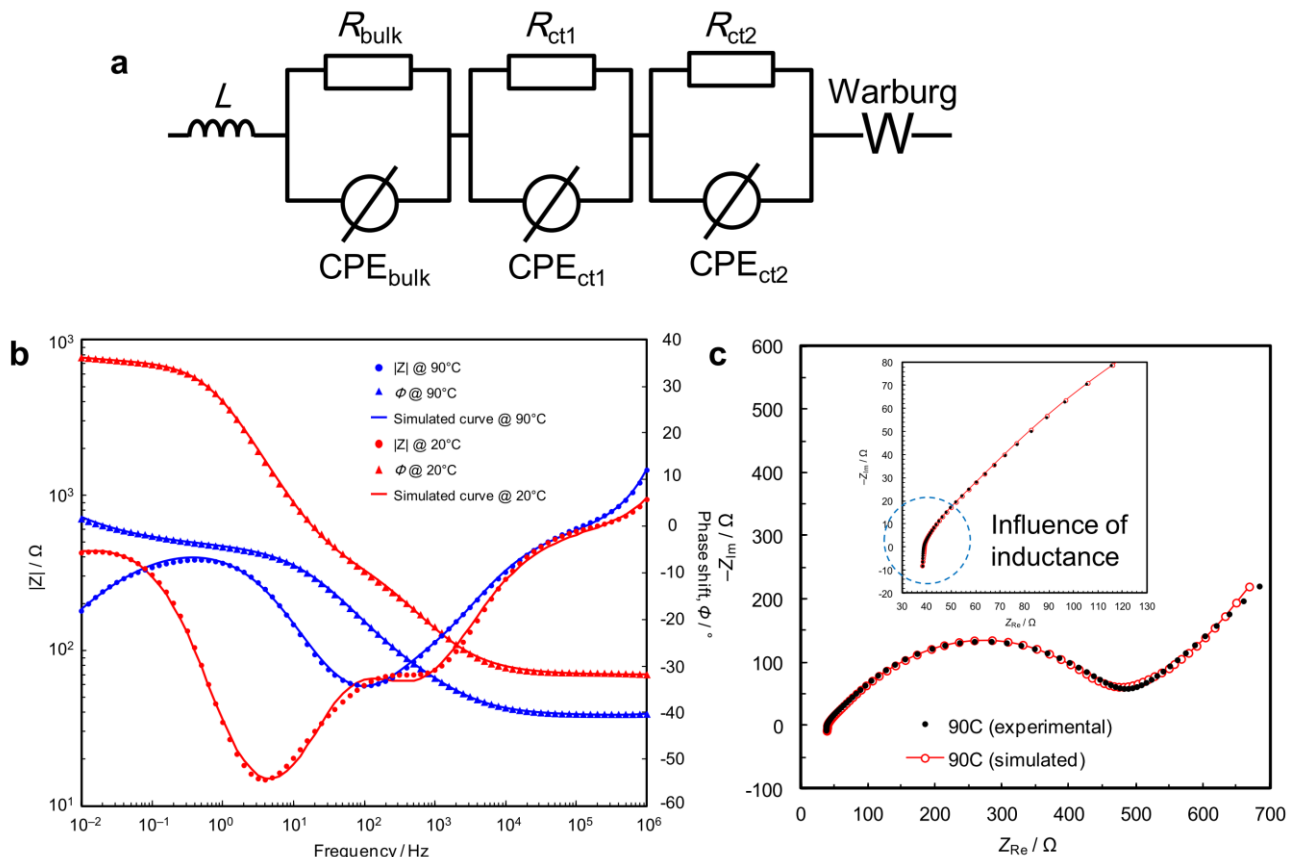 a
L
R_bulk
R_ct1
R_ct2
Warburg
W
CPE_bulk
CPE_ct1
CPE_ct2
b
10³
10³
10²
10¹
|Z| / Ω
|Z| @ 90°C
Φ @ 90°C
Simulated curve @ 90°C
|Z| @ 20°C
Φ @ 20°C
Simulated curve @ 20°C
40
30
20
10
0
-10
-20
-30
-40
-50
-60
Phase shift, Φ / °
10⁻² 10⁻¹ 10⁰ 10¹ 10² 10³ 10⁴ 10⁵ 10⁶
Frequency / Hz
c
−Z_Im / Ω
600
500
400
300
200
100
0
-100
80
70
60
50
40
30
20
10
0
-10
-20
−Z_Im / Ω
Influence of
inductance
30 40 50 60 70 80 90 100 110 120 130
Z_Re / Ω
90C (experimental)
90C (simulated)
0 100 200 300 400 500 600 700
Z_Re / Ω